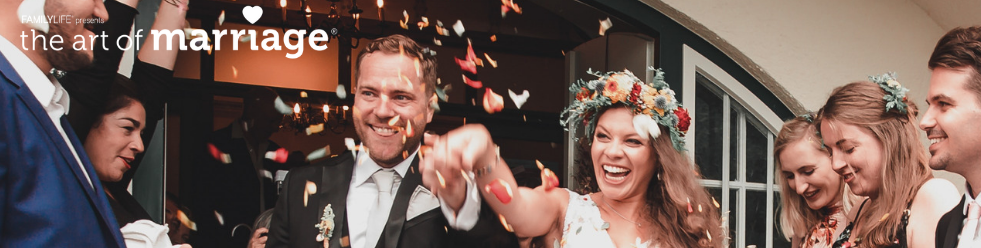 FAMILYLIFE® presents
the art of marriage®